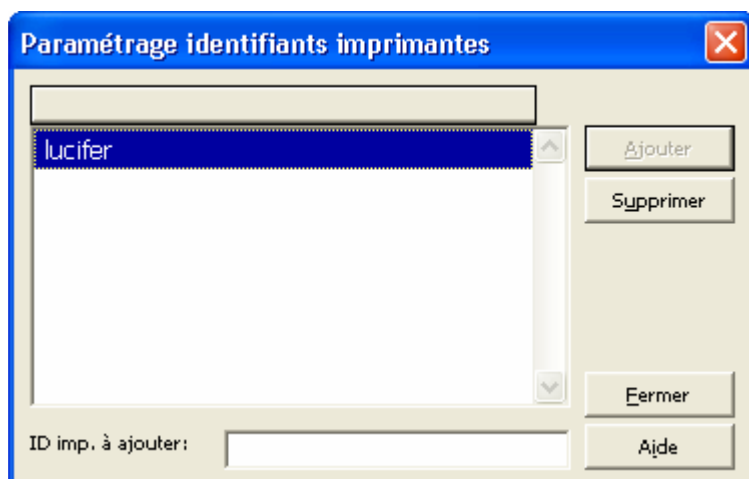 Paramétrage identifiants imprimantes
lucifer
Ajouter
Supprimer
Fermer
ID imp. à ajouter:
Aide